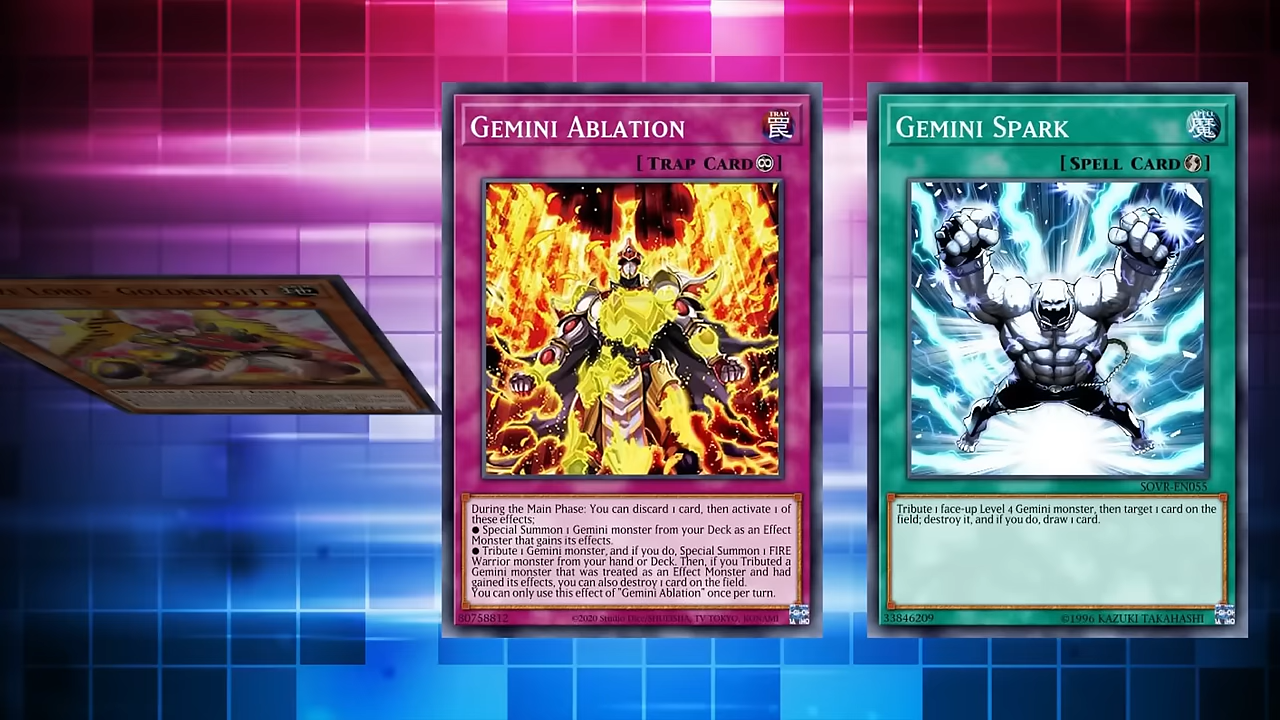 GOLDKNIGHT
GEMINI ABLATION
TRAP
罠
[TRAP CARD]
During the Main Phase: You can discard 1 card, then activate 1 of
these effects;
● Special Summon 1 Gemini monster from your Deck as an Effect
Monster that gains its effects.
● Tribute 1 Gemini monster, and if you do, Special Summon 1 FIRE
Warrior monster from your hand or Deck. Then, if you Tributed a
Gemini monster that was treated as an Effect Monster and had
gained its effects, you can also destroy 1 card on the field.
You can only use this effect of "Gemini Ablation" once per turn.
80758812
©2020 Studio Dice/SHUEISHA, TV TOKYO, KONAMI
GEMINI SPARK
SPELL
魔
[SPELL CARD]
SOVR-EN055
Tribute 1 face-up Level 4 Gemini monster, then target 1 card on the
field; destroy it, and if you do, draw 1 card.
33846209
©1996 KAZUKI TAKAHASHI